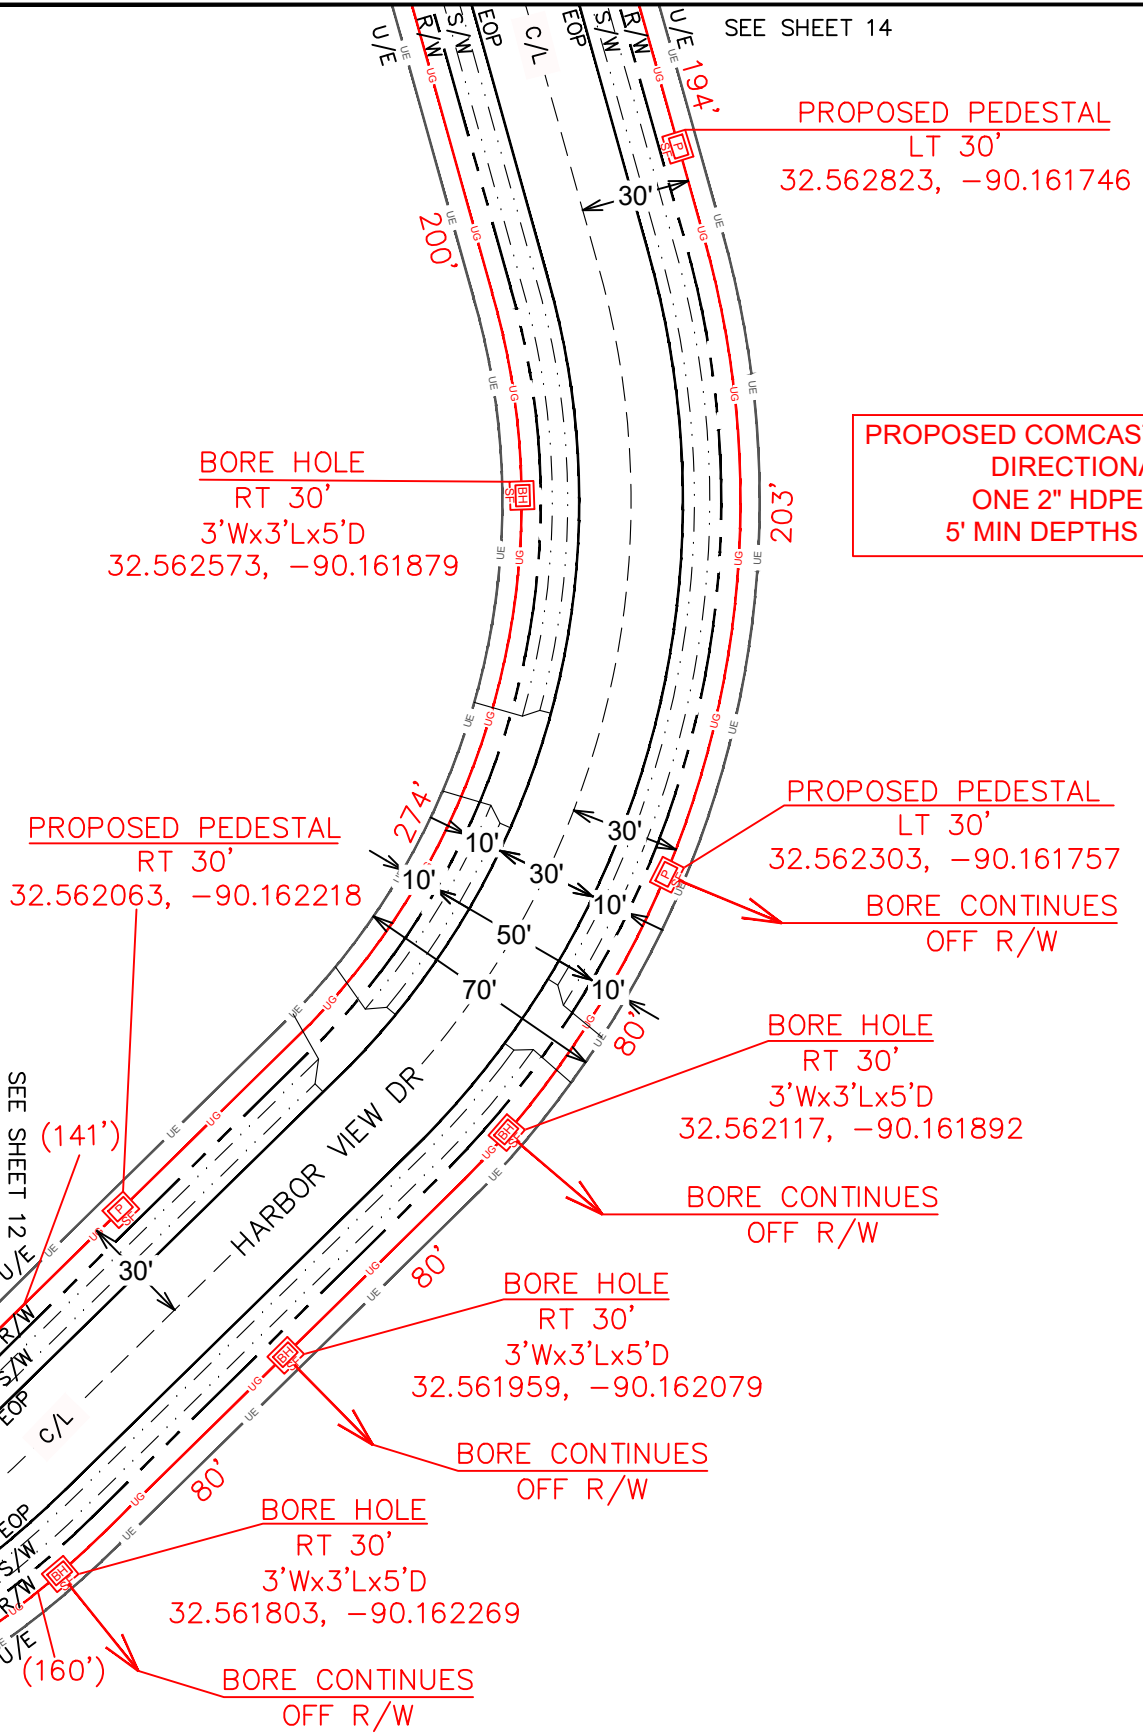 SEE SHEET 14
U/E
R/W
S/W
EOP
C/L
EOP
S/W
R/W
U/E
194'
PROPOSED PEDESTAL
LT 30'
32.562823, -90.161746
30'
200'
BORE HOLE
RT 30'
3'Wx3'Lx5'D
32.562573, -90.161879
PROPOSED COMCAS
DIRECTIONA
ONE 2" HDPE
5' MIN DEPTHS
203'
274'
PROPOSED PEDESTAL
RT 30'
32.562063, -90.162218
PROPOSED PEDESTAL
LT 30'
32.562303, -90.161757
BORE CONTINUES
OFF R/W
30'
10'
30'
10'
10'
50'
70'
10'
80'
BORE HOLE
RT 30'
3'Wx3'Lx5'D
32.562117, -90.161892
BORE CONTINUES
OFF R/W
SEE SHEET 12
(141')
HARBOR VIEW DR
30'
80'
BORE HOLE
RT 30'
3'Wx3'Lx5'D
32.561959, -90.162079
BORE CONTINUES
OFF R/W
U/E
R/W
S/W
EOP
C/L
EOP
S/W
R/W
U/E
80'
BORE HOLE
RT 30'
3'Wx3'Lx5'D
32.561803, -90.162269
BORE CONTINUES
OFF R/W
(160')
UE
UG
P
SF
BH